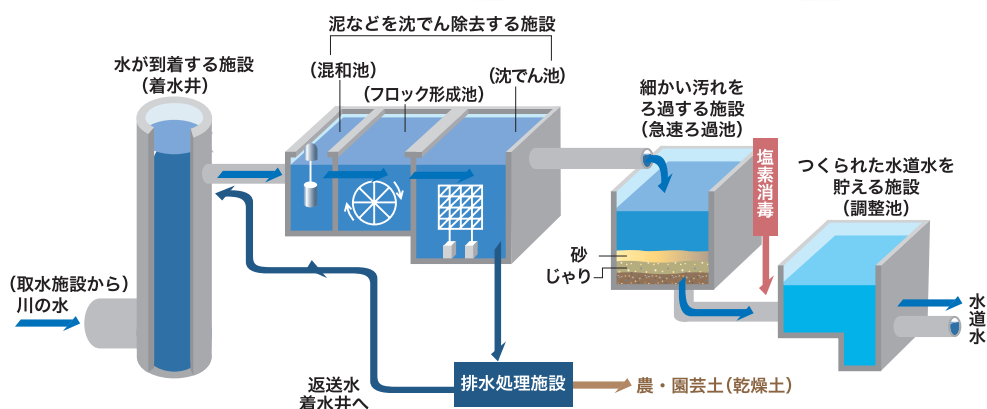 泥などを沈でん除去する施設
水が到着する施設
（着水井）
（混和池）
（フロック形成池）
（沈でん池）
細かい汚れを
ろ過する施設
（急速ろ過池）
塩素消毒
つくられた水道水を
貯える施設
（調整池）
砂
じゃり
（取水施設から）
川の水
水道水
返送水
着水井へ
排水処理施設
農・園芸土（乾燥土）